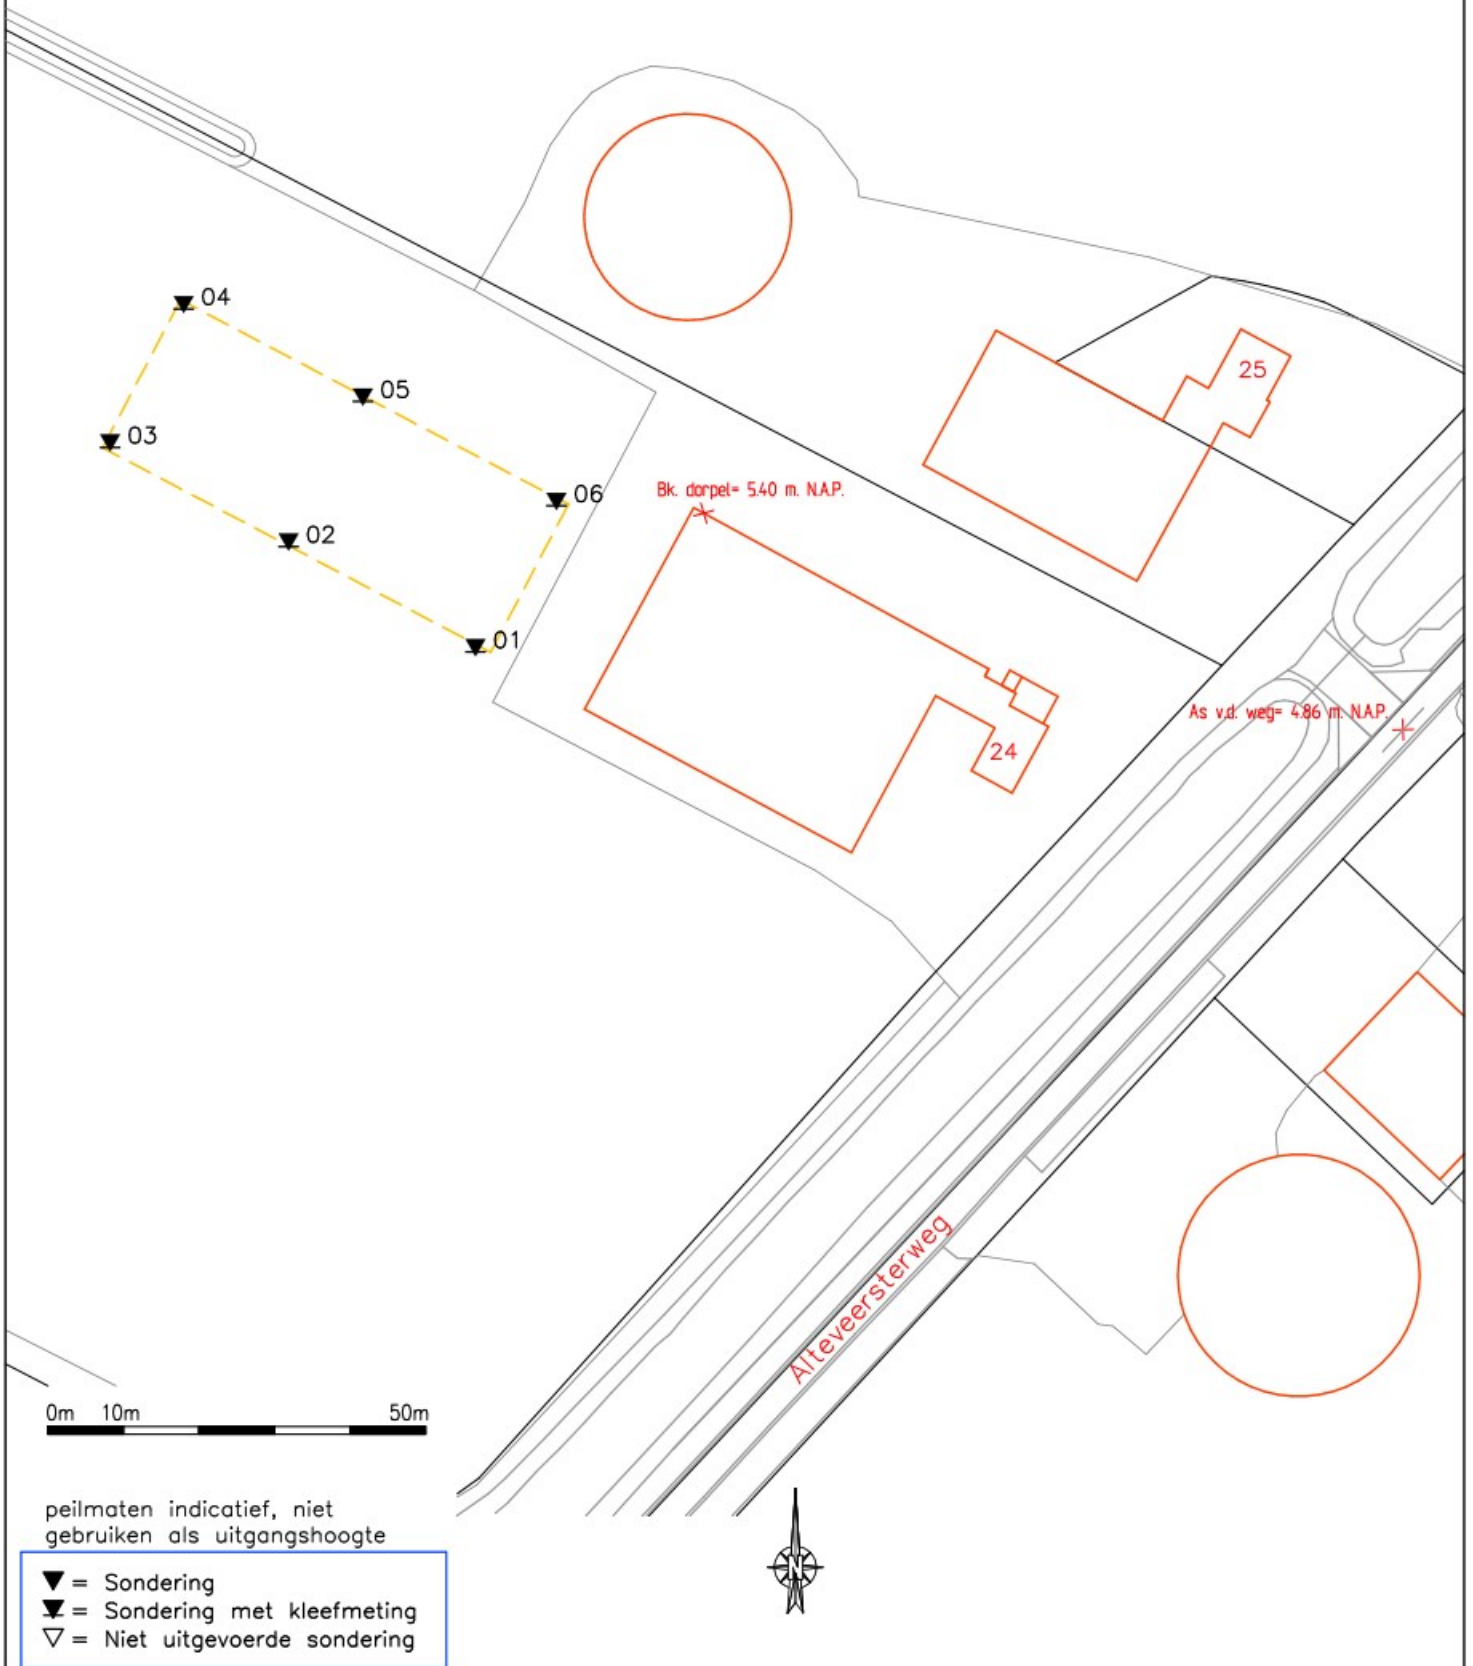 04
05
25
03
06
Bk. dorpel= 5.40 m. N.A.P.
02
01
As v.d. weg= 4.86 m. N.A.P.
24
Alteveersterweg
0m 10m 50m
peilmaten indicatief, niet
gebruiken als uitgangshoogte
N
▼ = Sondering
▼ = Sondering met kleefmeting
▽ = Niet uitgevoerde sondering